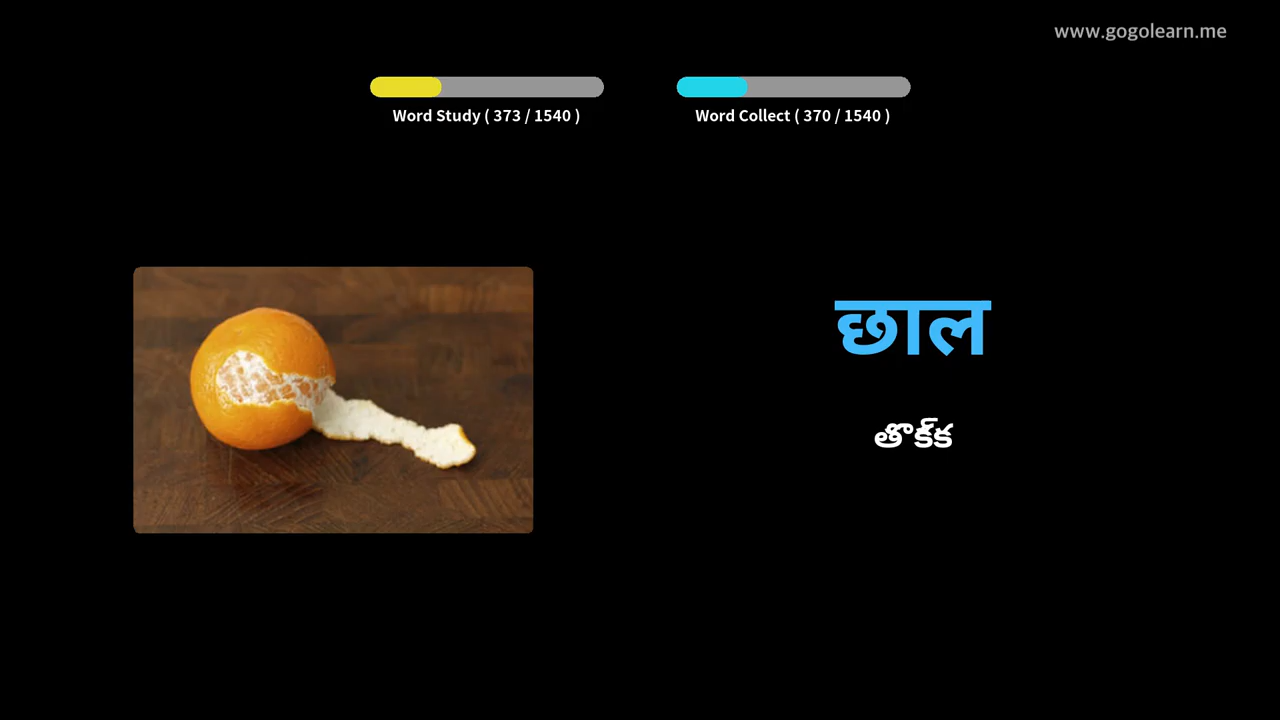 www.gogolearn.me
Word Study ( 373 / 1540 )
Word Collect ( 370 / 1540 )
छाल
తొక్క